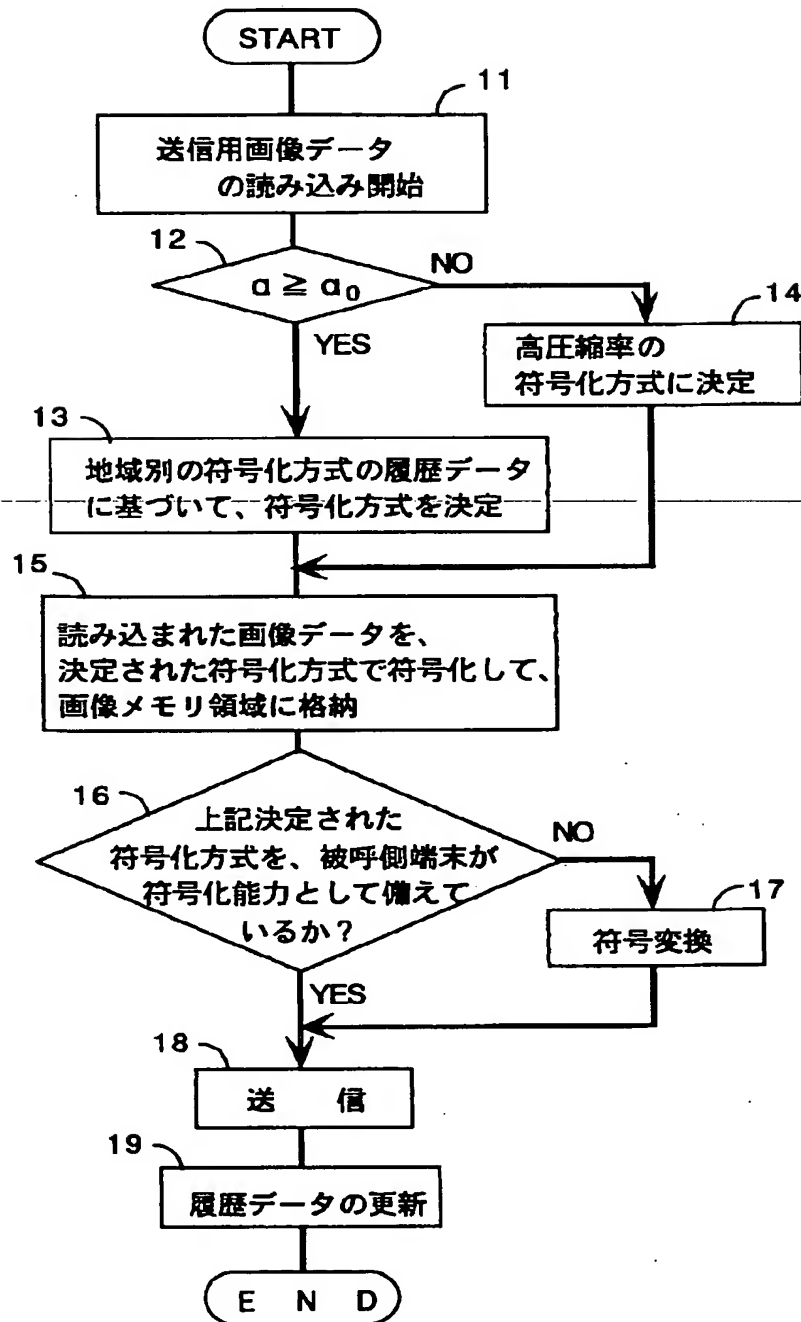 START
11
送信用画像データ
の読み込み開始
12
α ≧ α0
NO
YES
14
高圧縮率の
符号化方式に決定
13
地域別の符号化方式の履歴データ
に基づいて、符号化方式を決定
15
読み込まれた画像データを、
決定された符号化方式で符号化して、
画像メモリ領域に格納
16
上記決定された
符号化方式を、被呼側端末が
符号化能力として備えて
いるか？
NO
YES
17
符号変換
18
送 信
19
履歴データの更新
E N D